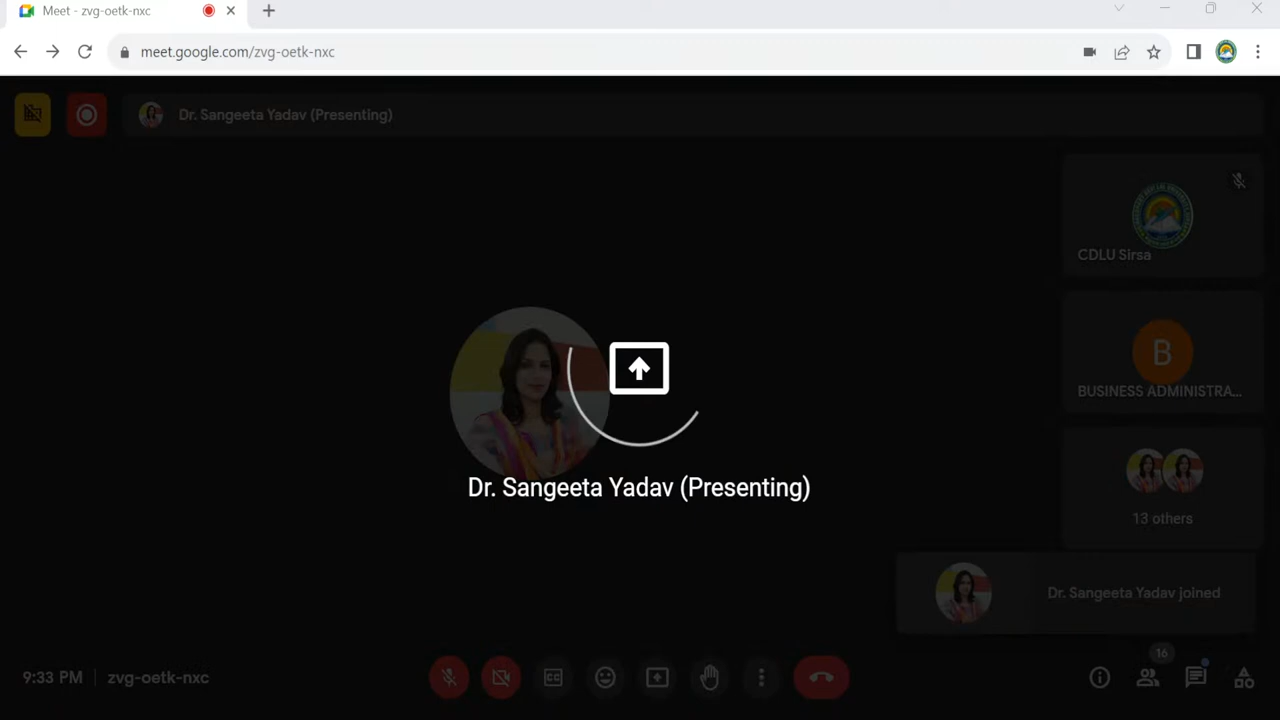 Meet - zvg-oetk-nxc
meet.google.com/zvg-oetk-nxc
Dr. Sangeeta Yadav (Presenting)
CDLU Sirsa
B
BUSINESS ADMINISTRA...
Dr. Sangeeta Yadav (Presenting)
13 others
Dr. Sangeeta Yadav joined
16
9:33 PM | zvg-oetk-nxc
CC